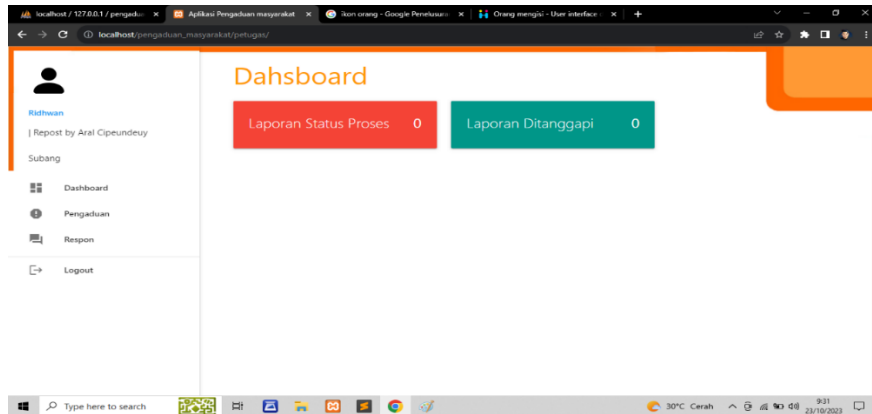 localhost / 127.0.0.1 / pengadu
Aplikasi Pengaduan masyarakat
ikon orang - Google Penelusura
Orang mengisi - User interface
localhost/pengaduan_masyarakat/petugas/
Dahsboard
Ridhwan
| Repost by Aral Cipeundeuy
Subang
Laporan Status Proses 0
Laporan Ditanggapi 0
Dashboard
Pengaduan
Respon
Logout
Type here to search
30°C Cerah
9:31
23/10/2023